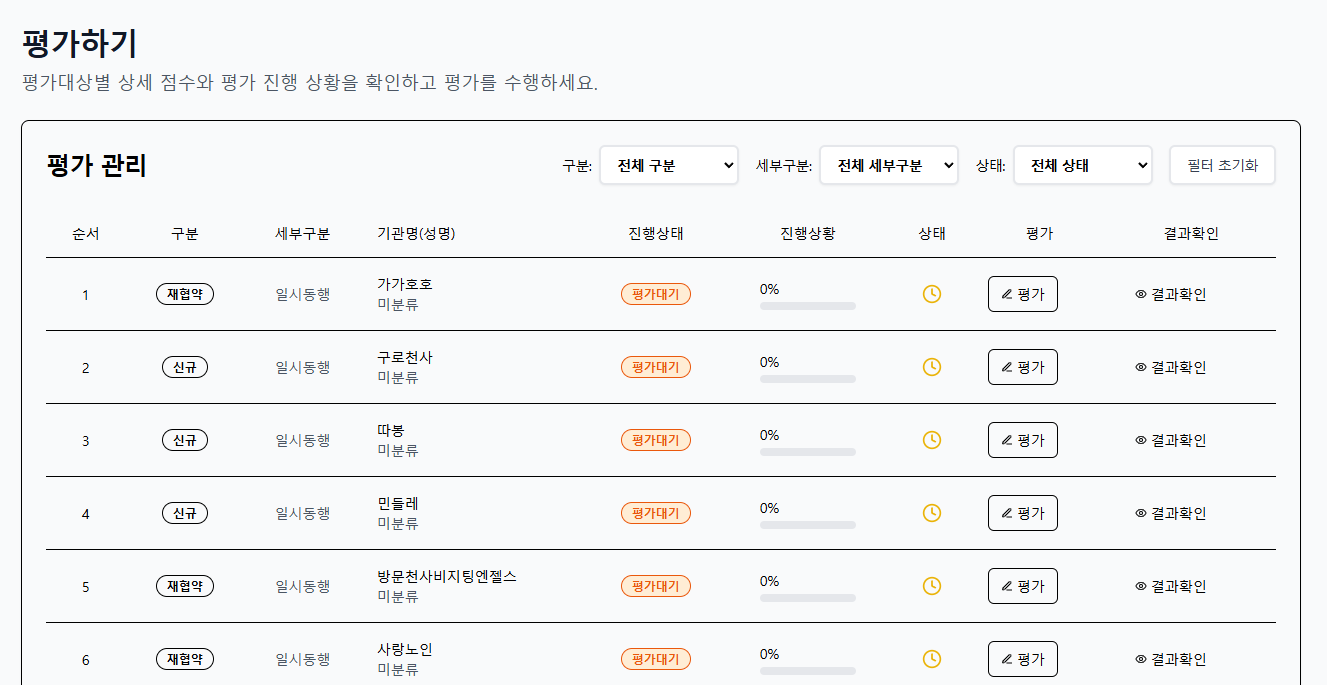 평가하기
평가대상별 상세 점수와 평가 진행 상황을 확인하고 평가를 수행하세요.
평가 관리
구분: 전체 구분 세부구분: 전체 세부구분 상태: 전체 상태 필터 초기화
순서 구분 세부구분 기관명(성명) 진행상태 진행상황 상태 평가 결과확인
1 재협약 일시동행 가가호호 평가대기 0% 평가 결과확인
미분류
2 신규 일시동행 구로천사 평가대기 0% 평가 결과확인
미분류
3 신규 일시동행 따봉 평가대기 0% 평가 결과확인
미분류
4 신규 일시동행 민들레 평가대기 0% 평가 결과확인
미분류
5 재협약 일시동행 방문천사비지팅엔젤스 평가대기 0% 평가 결과확인
미분류
6 재협약 일시동행 사랑노인 평가대기 0% 평가 결과확인
미분류